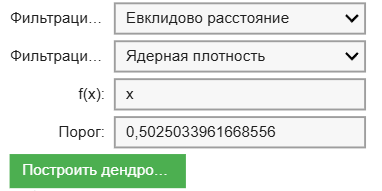 Фильтраци... Евклидово расстояние
Фильтраци... Ядерная плотность
f(x): x
Порог: 0,5025033961668556
Построить дендро...